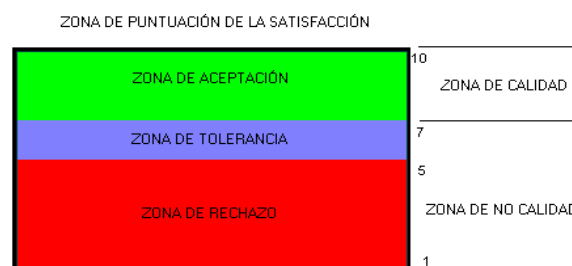 ZONA DE PUNTUACIÓN DE LA SATISFACCIÓN
ZONA DE ACEPTACIÓN
10
ZONA DE CALIDAD
ZONA DE TOLERANCIA
7
5
ZONA DE RECHAZO
ZONA DE NO CALIDAD
1